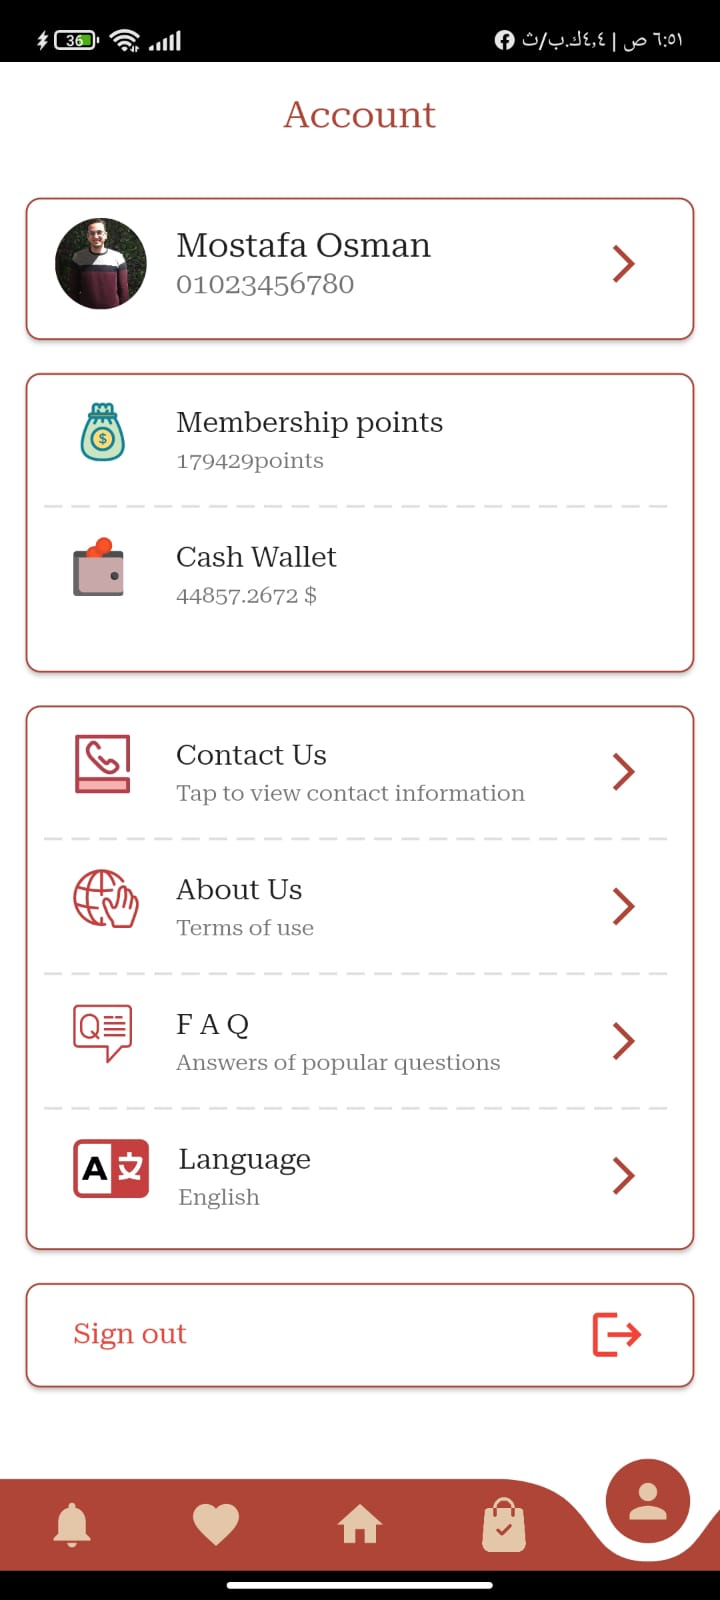 36
٦:٥١ ص | ٤,٤ك.ب/ث
Account
Mostafa Osman
01023456780
$
Membership points
179429points
Cash Wallet
44857.2672 $
Contact Us
Tap to view contact information
About Us
Terms of use
Q
F A Q
Answers of popular questions
A 文
Language
English
Sign out